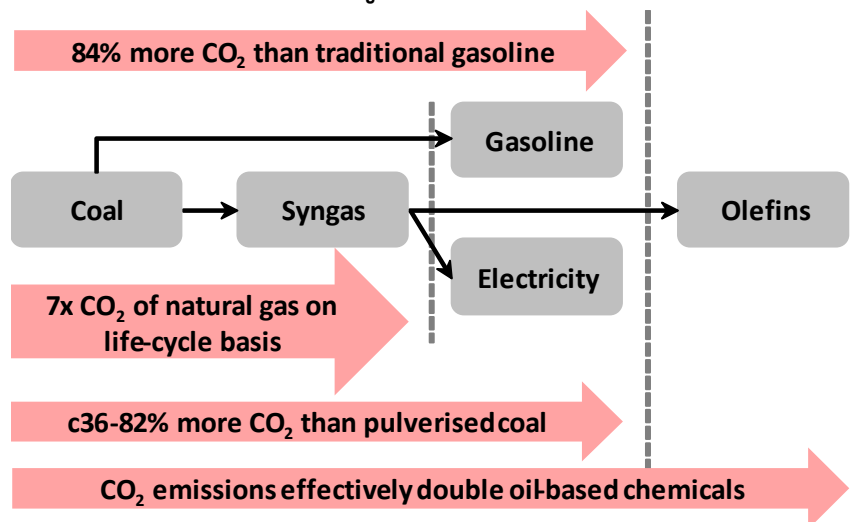 84% more CO₂ than traditional gasoline
Gasoline
Coal
Syngas
Olefins
Electricity
7x CO₂ of natural gas on
life-cycle basis
c36-82% more CO₂ than pulverised coal
CO₂ emissions effectively double oil-based chemicals